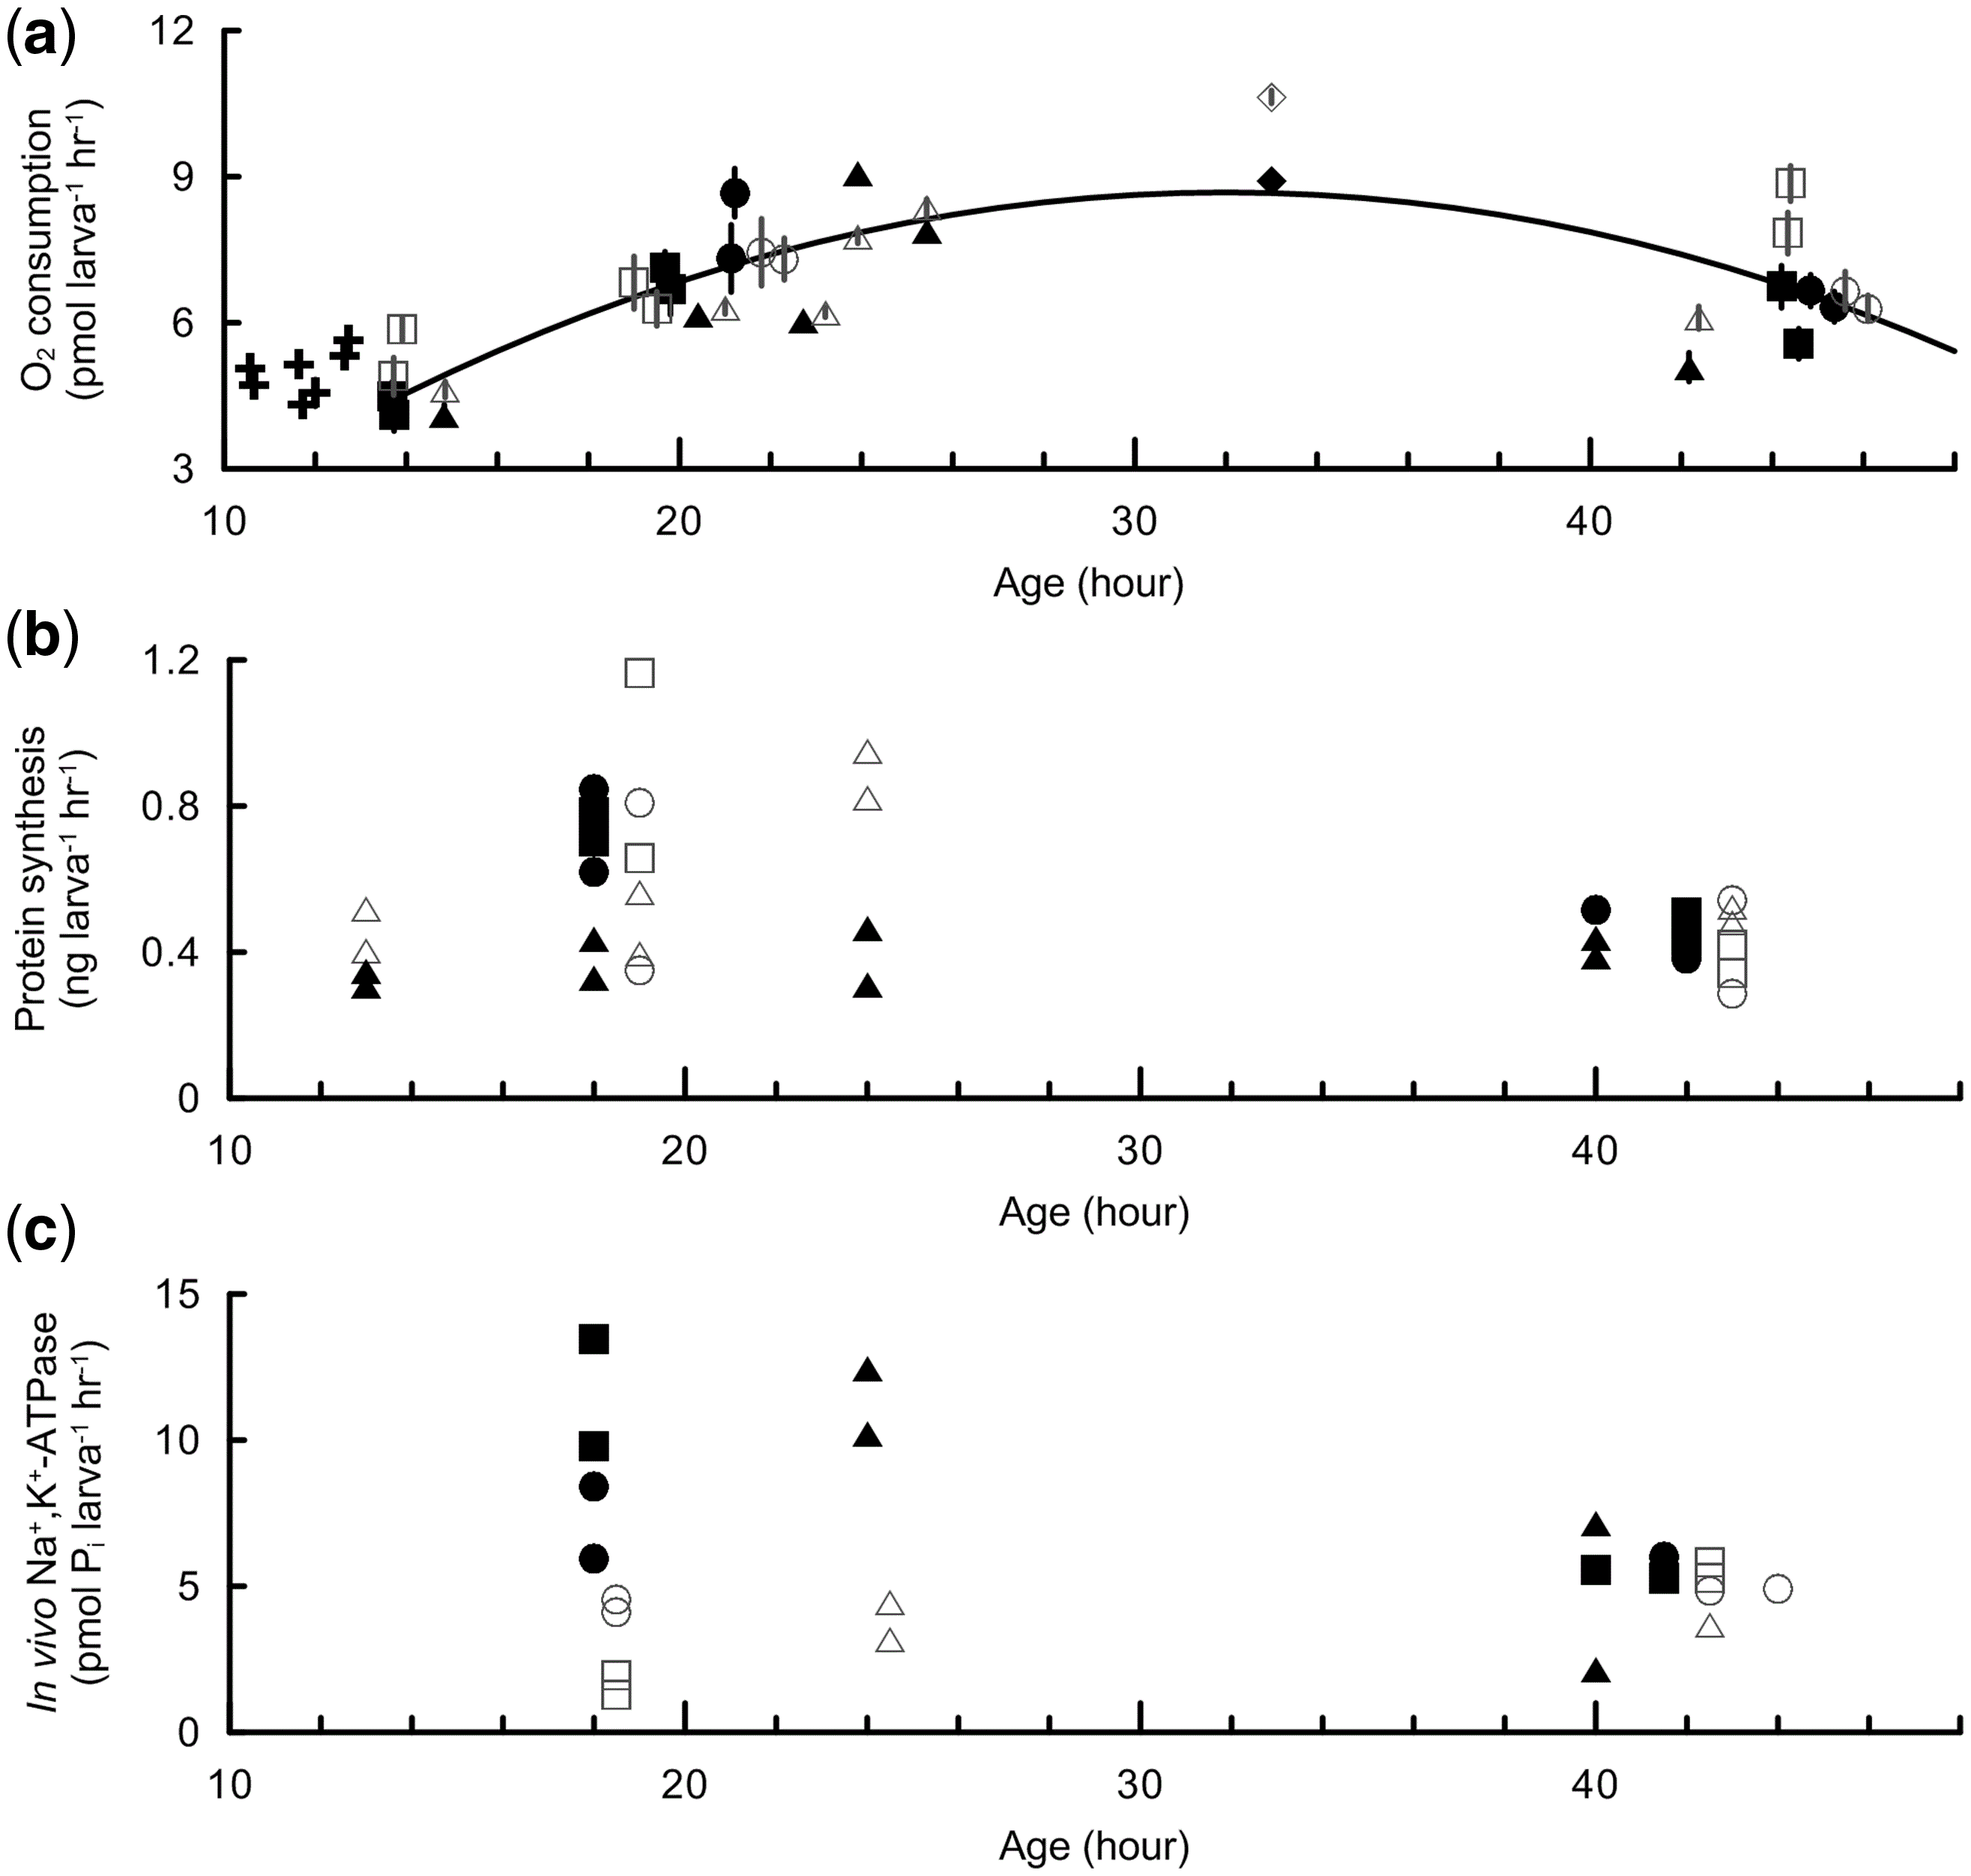 (a)
12
9
6
3
O₂ consumption
(pmol larva⁻¹ hr⁻¹)
10 20 30 40
Age (hour)
(b)
1.2
0.8
0.4
0
Protein synthesis
(ng larva⁻¹ hr⁻¹)
10 20 30 40
Age (hour)
(c)
15
10
5
0
In vivo Na⁺,K⁺-ATPase
(pmol Pᵢ larva⁻¹ hr⁻¹)
10 20 30 40
Age (hour)